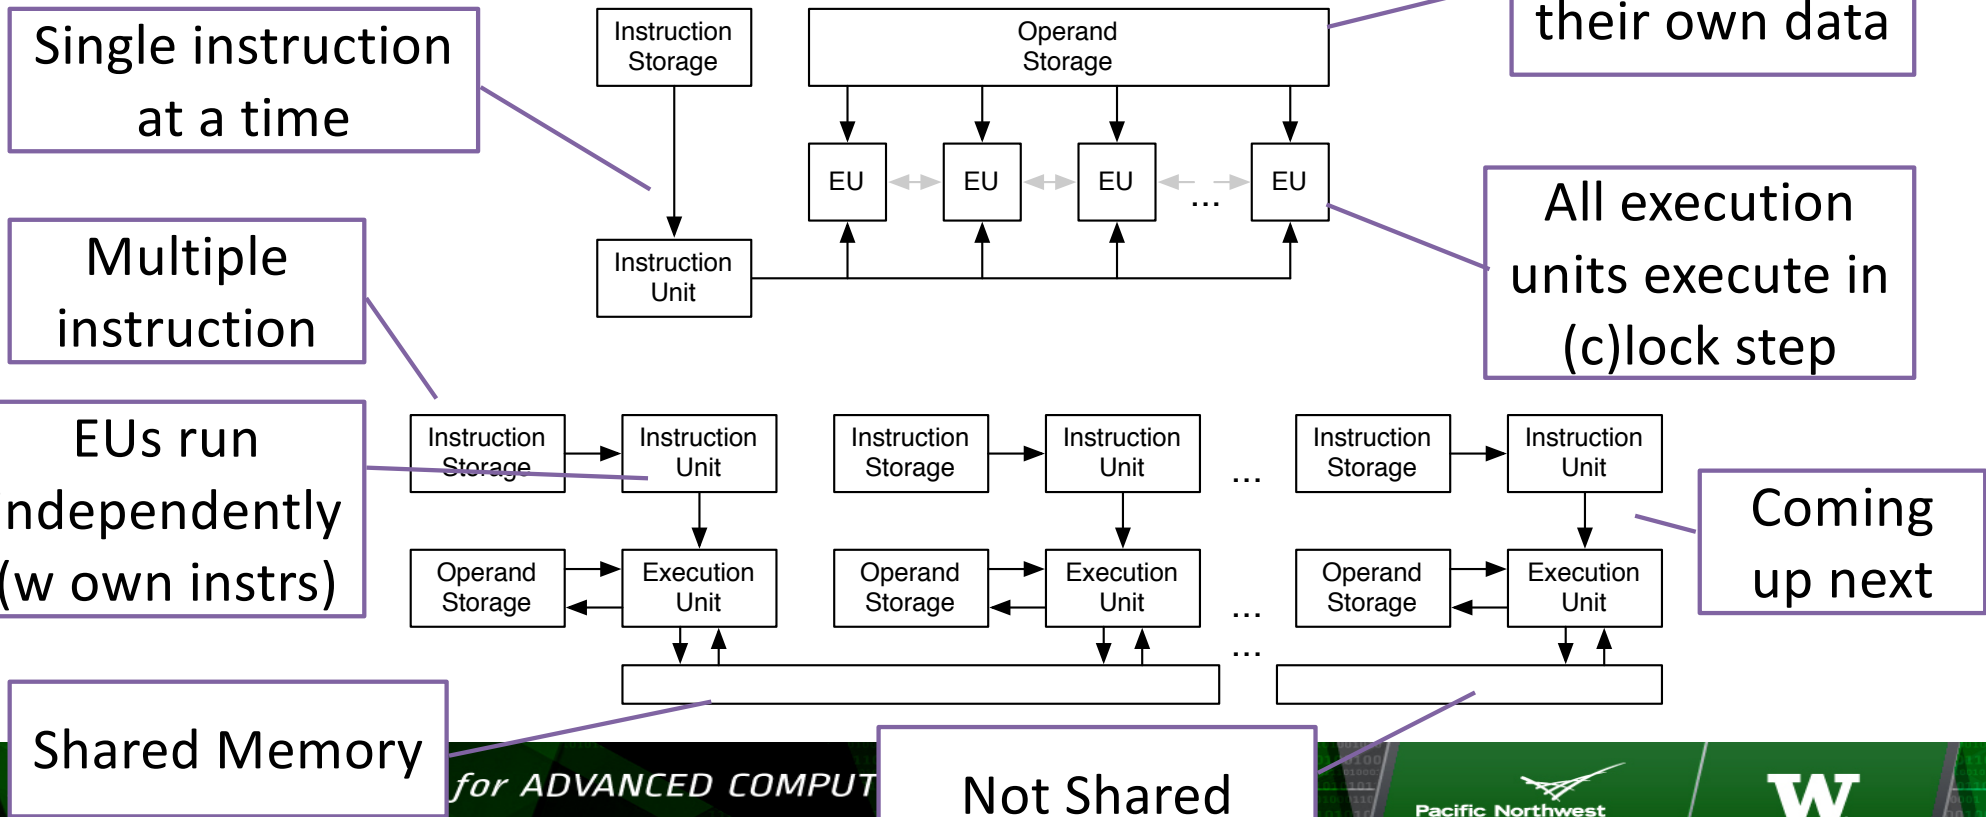 their own data
Single instruction
at a time
Instruction
Storage
Operand
Storage
EU
EU
EU
...
EU
All execution
units execute in
(c)lock step
Multiple
instruction
Instruction
Unit
EUs run
ndependently
(w own instrs)
Instruction
Storage
Instruction
Unit
Instruction
Storage
Instruction
Unit
...
Instruction
Storage
Instruction
Unit
Coming
up next
Operand
Storage
Execution
Unit
Operand
Storage
Execution
Unit
...
Operand
Storage
Execution
Unit
...
Shared Memory
Not Shared
for ADVANCED COMPUT
Pacific Northwest
W